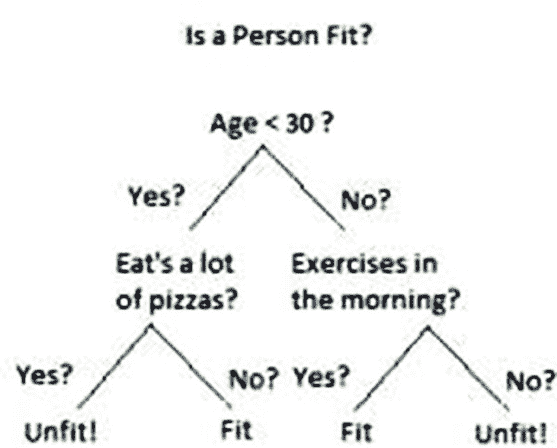 Is a Person Fit?
Age < 30 ?
Yes?
No?
Eat's a lot
of pizzas?
Exercises in
the morning?
Yes?
No?
Yes?
No?
Unfit!
Fit
Fit
Unfit!